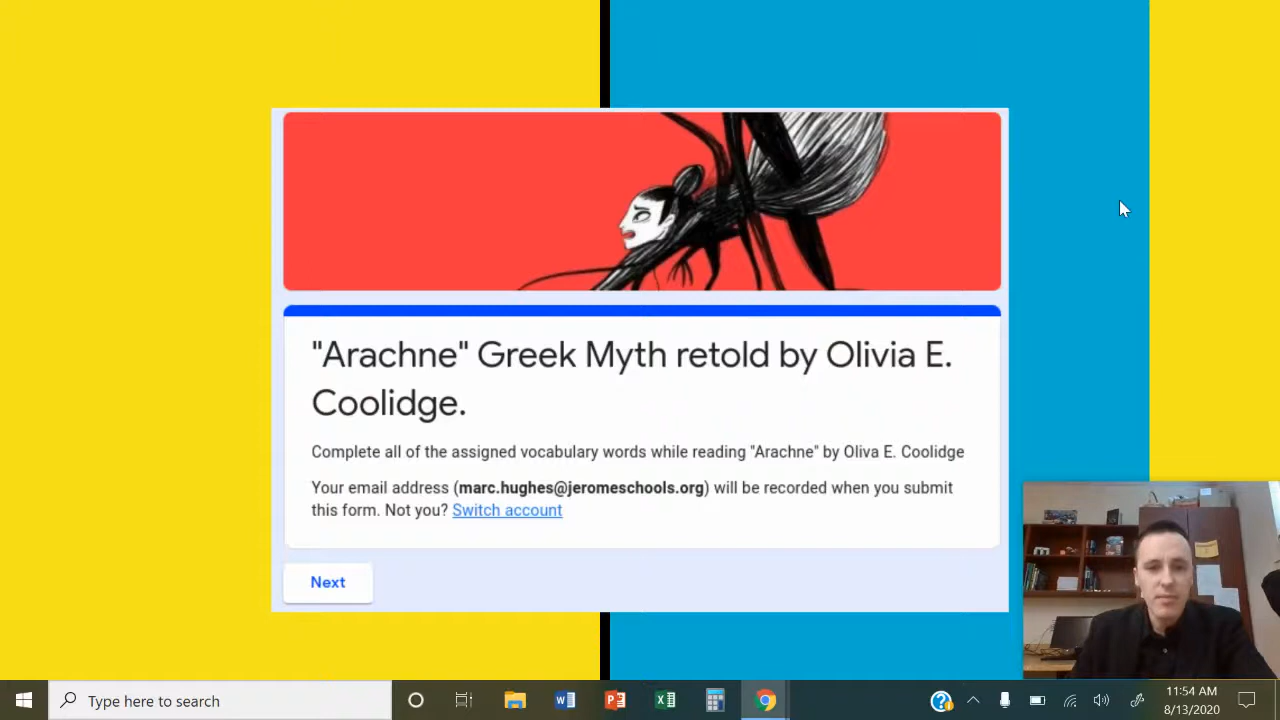 "Arachne" Greek Myth retold by Olivia E.
Coolidge.
Complete all of the assigned vocabulary words while reading "Arachne" by Oliva E. Coolidge
Your email address (marc.hughes@jeromeschools.org) will be recorded when you submit
this form. Not you? Switch account
Next
Type here to search
11:54 AM
8/13/2020